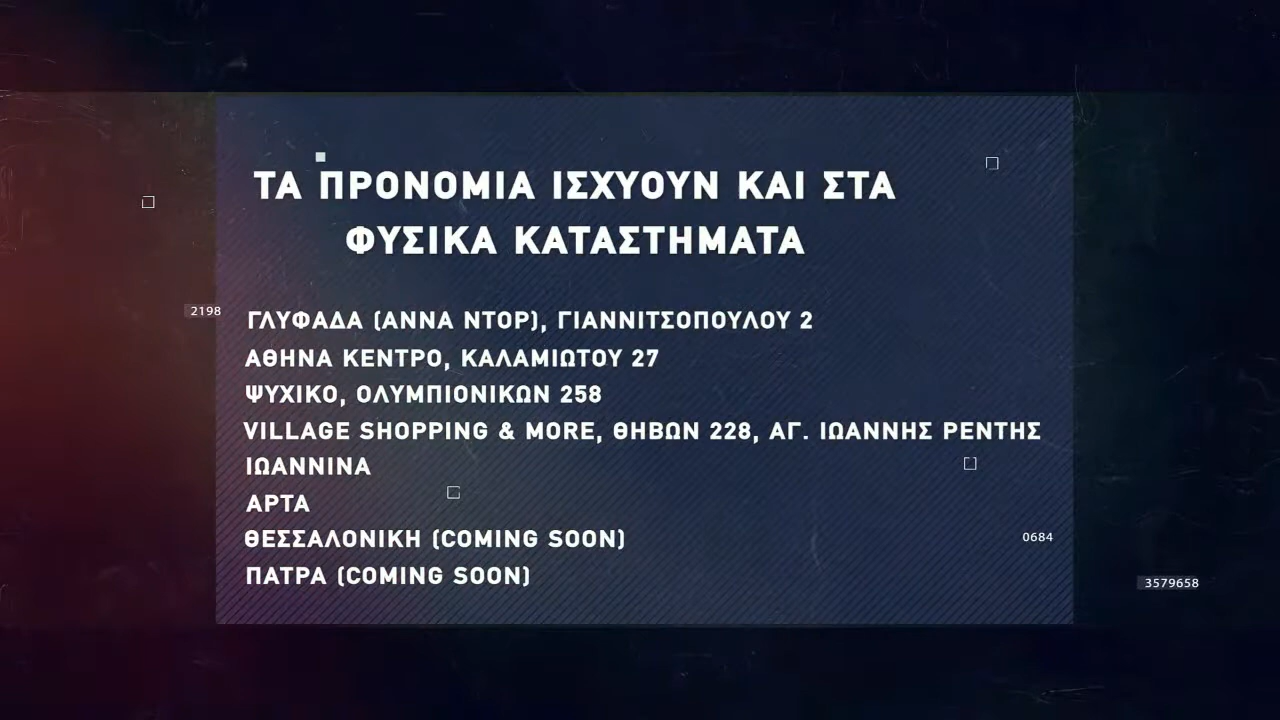 ΤΑ ΠΡΟΝΟΜΙΑ ΙΣΧΥΟΥΝ ΚΑΙ ΣΤΑ
ΦΥΣΙΚΑ ΚΑΤΑΣΤΗΜΑΤΑ
2198
ΓΛΥΦΑΔΑ (ΑΝΝΑ ΝΤΟΡ), ΓΙΑΝΝΙΤΣΟΠΟΥΛΟΥ 2
ΑΘΗΝΑ ΚΕΝΤΡΟ, ΚΑΛΑΜΙΩΤΟΥ 27
ΨΥΧΙΚΟ, ΟΛΥΜΠΙΟΝΙΚΩΝ 258
VILLAGE SHOPPING & MORE, ΘΗΒΩΝ 228, ΑΓ. ΙΩΑΝΝΗΣ ΡΕΝΤΗΣ
ΙΩΑΝΝΙΝΑ
ΑΡΤΑ
ΘΕΣΣΑΛΟΝΙΚΗ (COMING SOON)
0684
ΠΑΤΡΑ (COMING SOON)
3579658